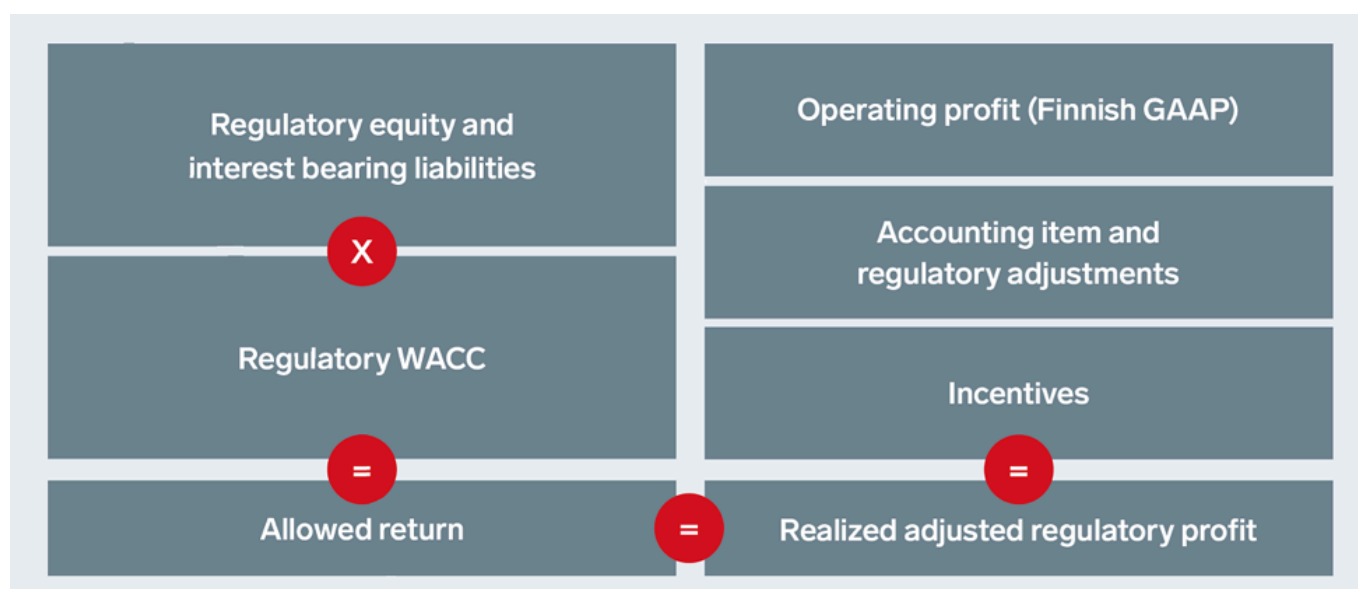 Regulatory equity and
interest bearing liabilities
X
Regulatory WACC
=
Allowed return
=
Operating profit (Finnish GAAP)
Accounting item and
regulatory adjustments
Incentives
=
Realized adjusted regulatory profit